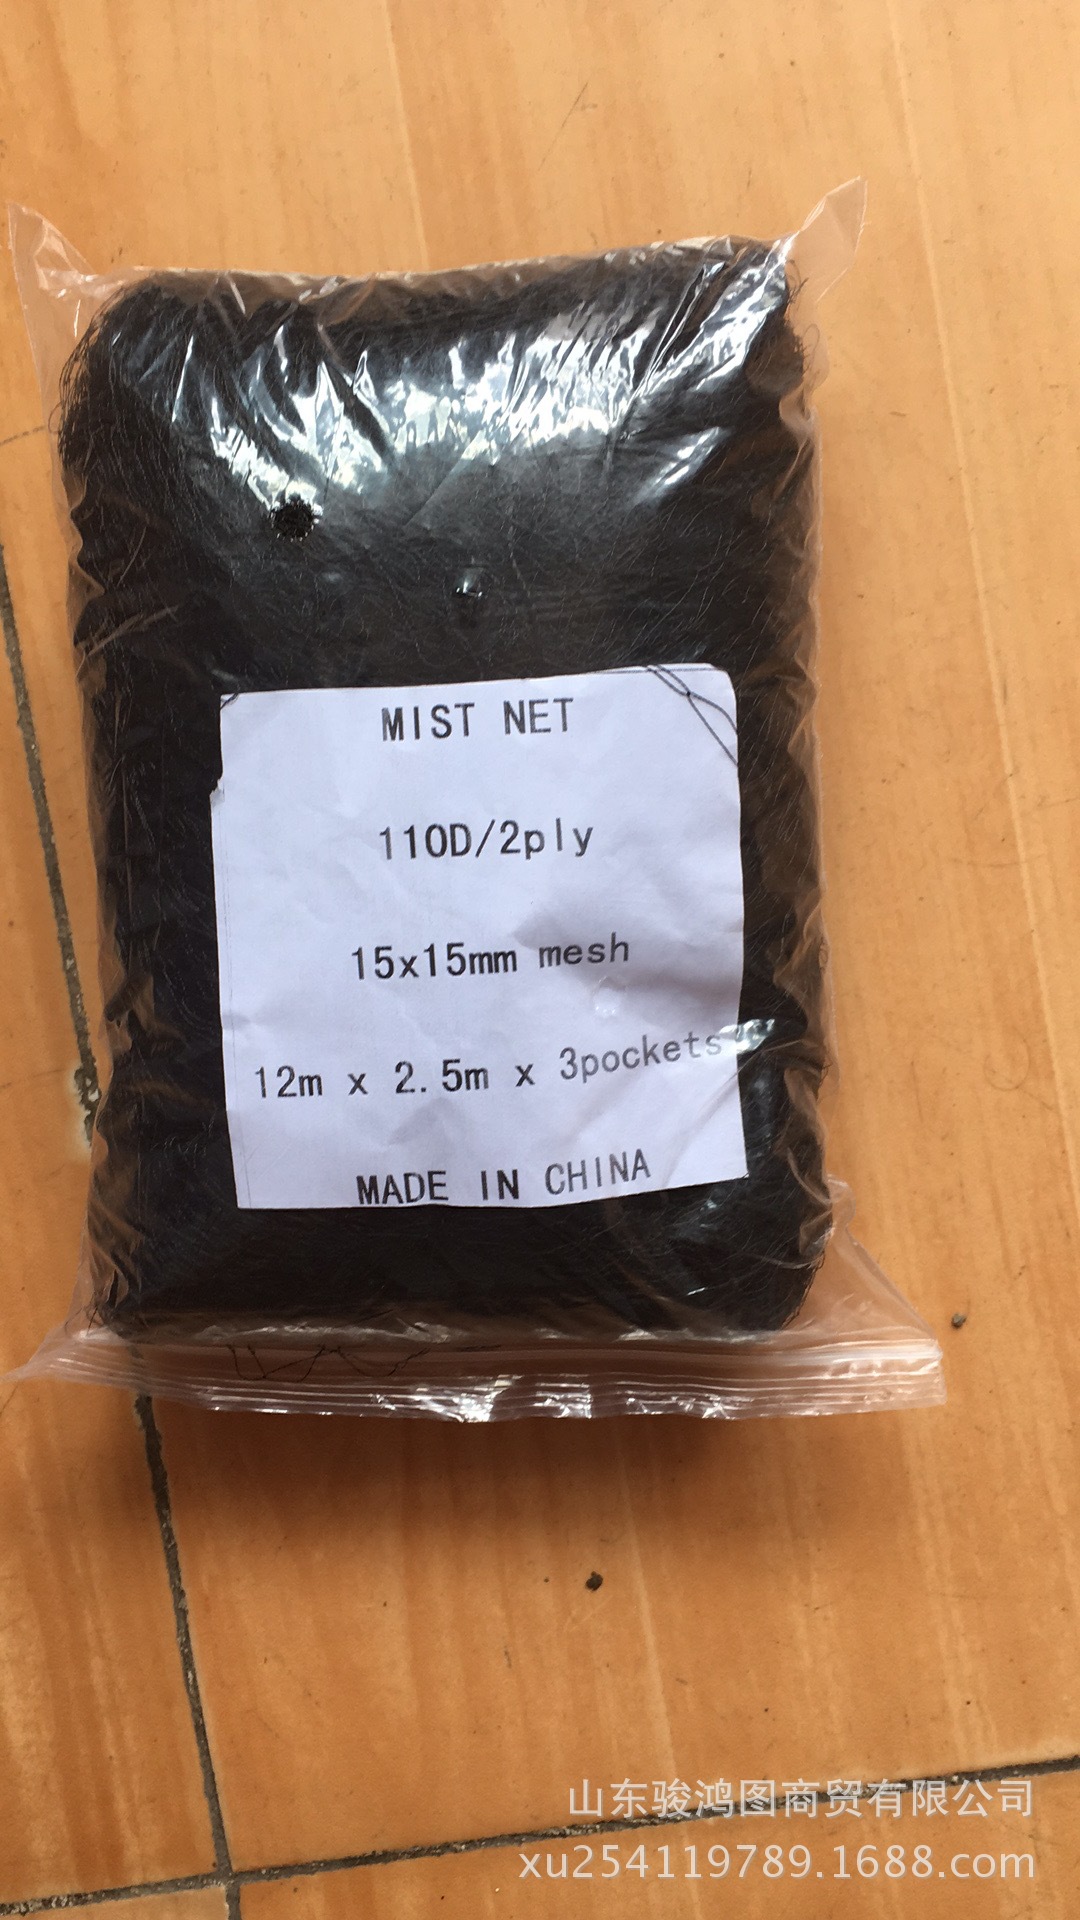 MIST NET
110D/2ply
15x15mm mesh
12m x 2.5m x 3pockets
MADE IN CHINA
山东骏鸿图商贸有限公司
xu254119789.1688.com